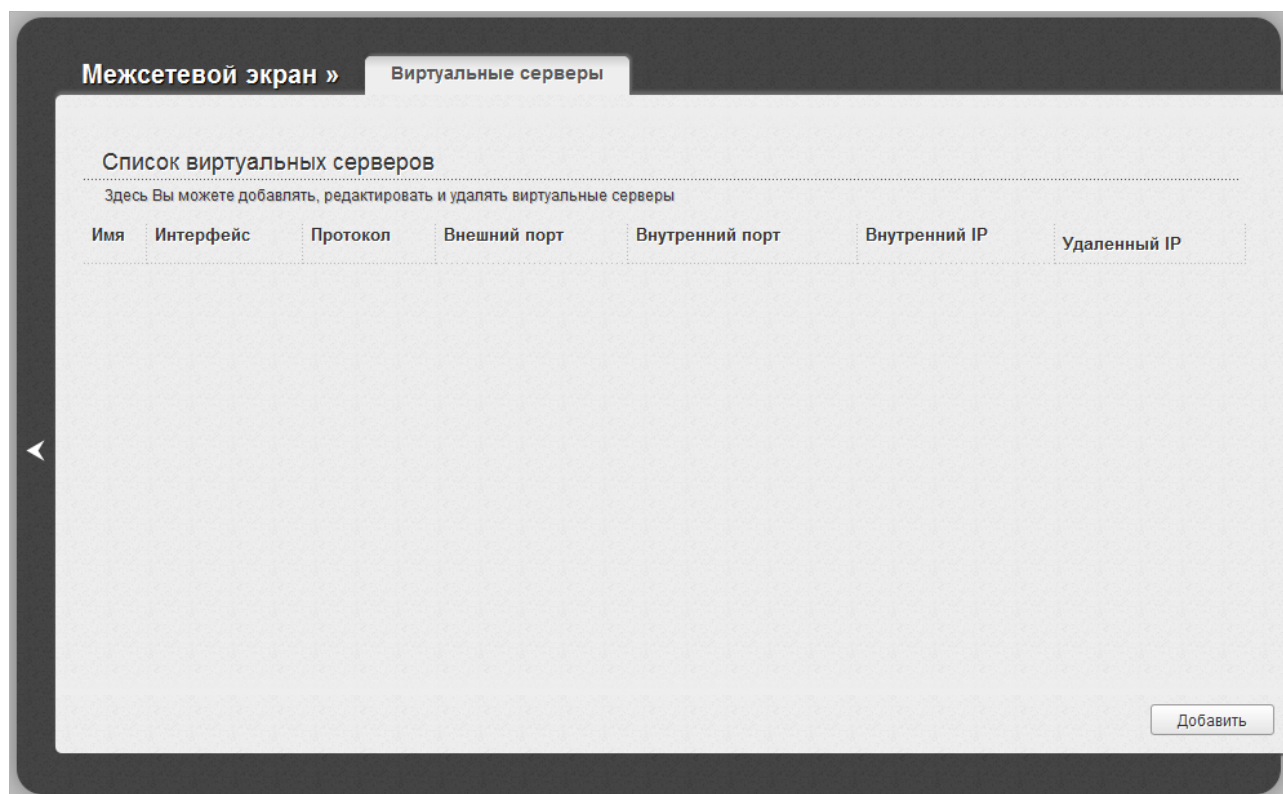 Межсетевой экран »
Виртуальные серверы
Список виртуальных серверов
Здесь Вы можете добавлять, редактировать и удалять виртуальные серверы
Имя Интерфейс Протокол Внешний порт Внутренний порт Внутренний IP Удаленный IP
Добавить